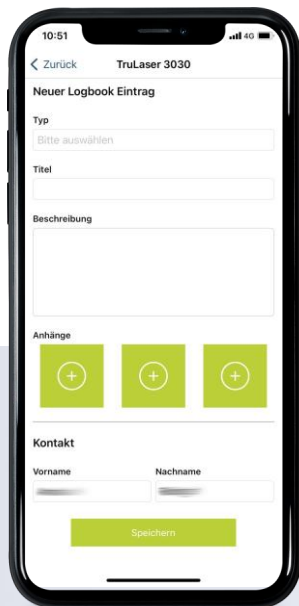 10:51
4G
Zurück TruLaser 3030
Neuer Logbook Eintrag
Typ
Bitte auswählen
Titel
Beschreibung
Anhänge
Kontakt
Vorname Nachname
Speichern